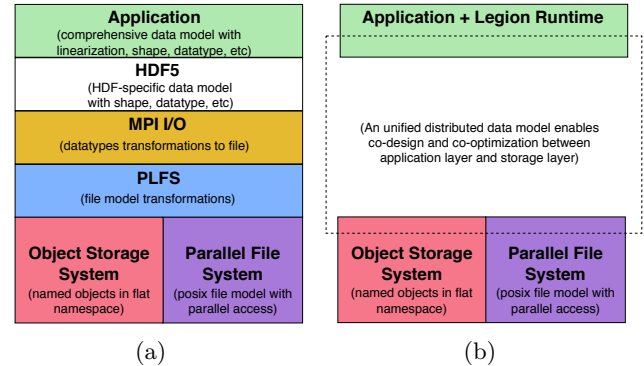 Application
(comprehensive data model with
linearization, shape, datatype, etc)
HDF5
(HDF-specific data model
with shape, datatype, etc)
MPI I/O
(datatypes transformations to file)
PLFS
(file model transformations)
Object Storage
System
(named objects in flat
namespace)
Parallel File
System
(posix file model with
parallel access)
(a)
Application + Legion Runtime
(An unified distributed data model enables
co-design and co-optimization between
application layer and storage layer)
Object Storage
System
(named objects in flat
namespace)
Parallel File
System
(posix file model with
parallel access)
(b)